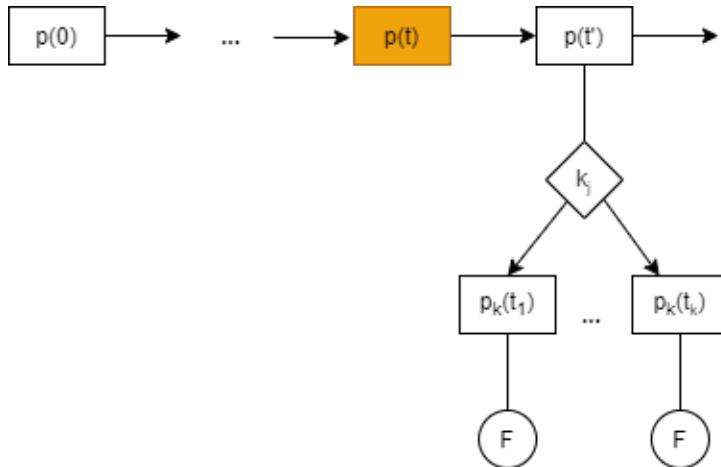 p(0) ... p(t) p(t')
kⱼ
pₖ(t₁) ... pₖ(tₖ)
F F